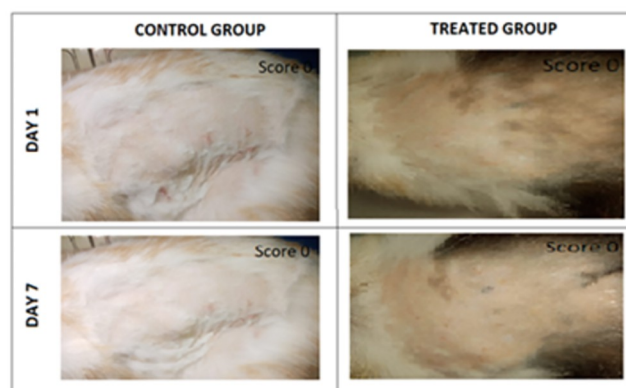 CONTROL GROUP
TREATED GROUP
DAY 1
Score 0
Score 0
DAY 7
Score 0
Score 0